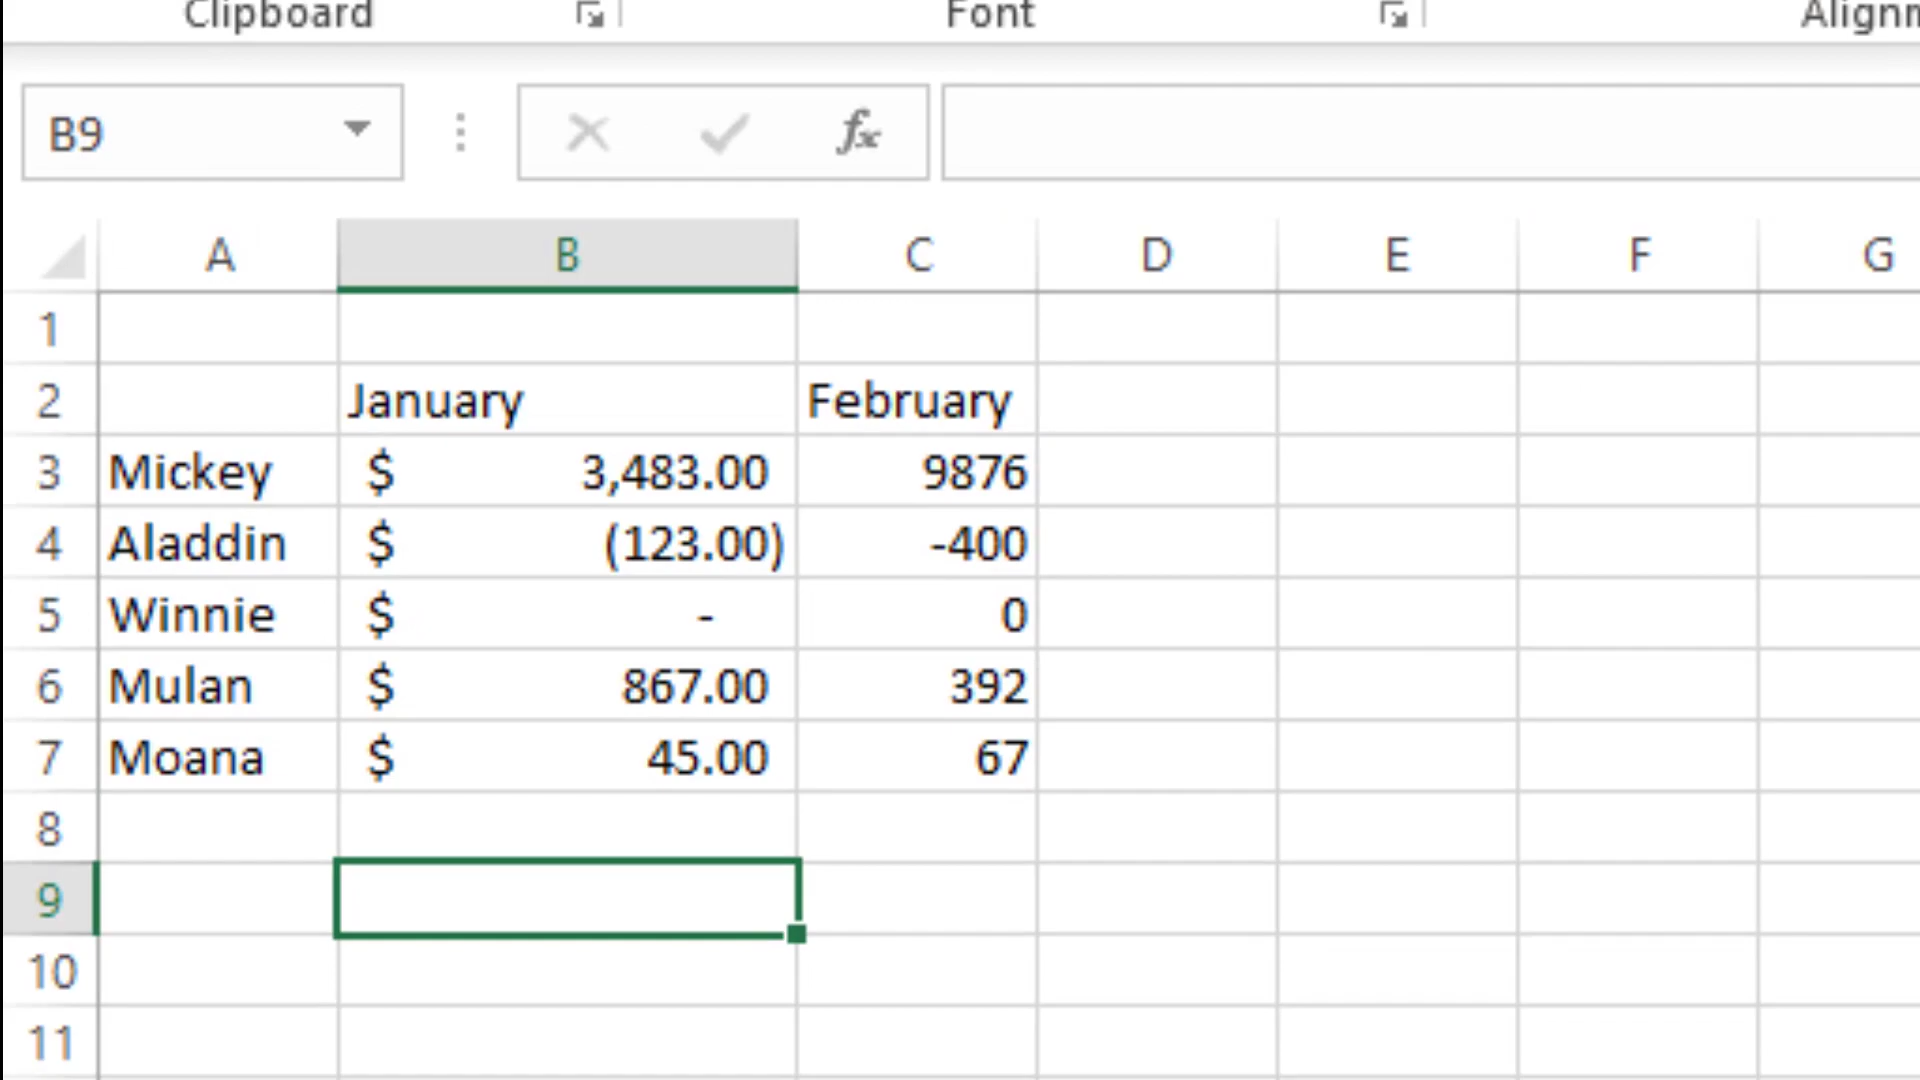 Clipboard Font
B9 fx
A B C D E F G
1
2 January February
3 Mickey $ 3,483.00 9876
4 Aladdin $ (123.00) -400
5 Winnie $ - 0
6 Mulan $ 867.00 392
7 Moana $ 45.00 67
8
9
10
11